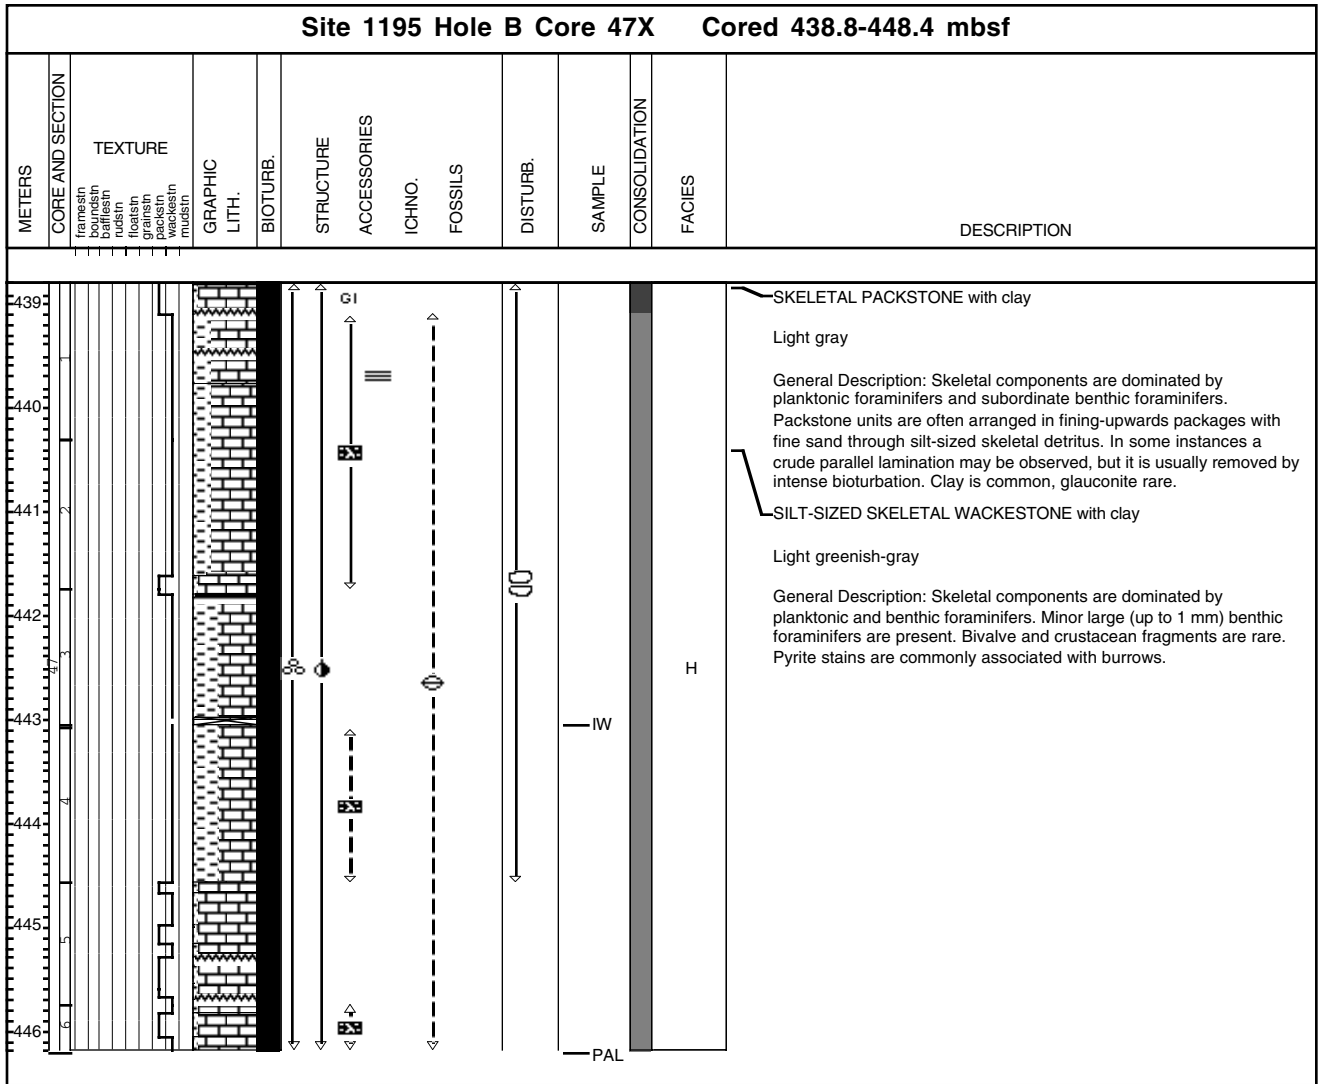 Site 1195 Hole B Core 47X Cored 438.8-448.4 mbsf
METERS
CORE AND SECTION
TEXTURE
framestn
boundstn
bafflestn
rudstn
floatstn
grainstn
packstn
wackestn
mudstn
GRAPHIC
LITH.
BIOTURB.
STRUCTURE
ACCESSORIES
ICHNO.
FOSSILS
DISTURB.
SAMPLE
CONSOLIDATION
FACIES
DESCRIPTION
439
440
441
442
443
444
445
446
47
1
2
3
4
5
6
GI
IW
PAL
H
SKELETAL PACKSTONE with clay
Light gray
General Description: Skeletal components are dominated by
planktonic foraminifers and subordinate benthic foraminifers.
Packstone units are often arranged in fining-upwards packages with
fine sand through silt-sized skeletal detritus. In some instances a
crude parallel lamination may be observed, but it is usually removed by
intense bioturbation. Clay is common, glauconite rare.
SILT-SIZED SKELETAL WACKESTONE with clay
Light greenish-gray
General Description: Skeletal components are dominated by
planktonic and benthic foraminifers. Minor large (up to 1 mm) benthic
foraminifers are present. Bivalve and crustacean fragments are rare.
Pyrite stains are commonly associated with burrows.